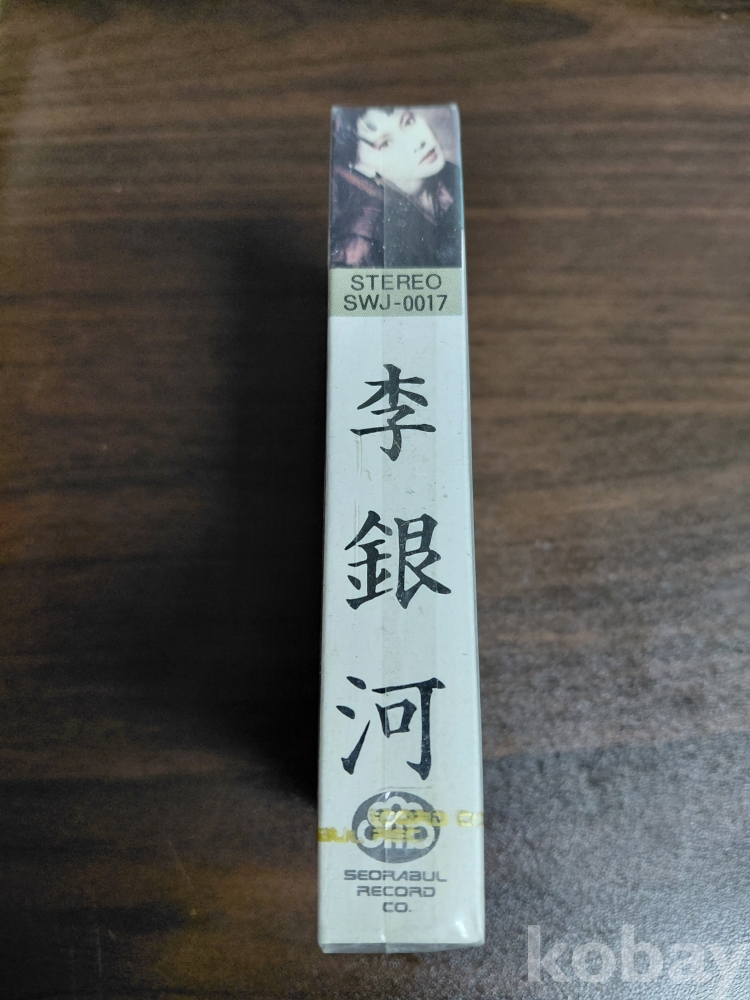 STEREO
SWJ-0017
李
銀
河
SEORABUL
RECORD
CO.
kobay